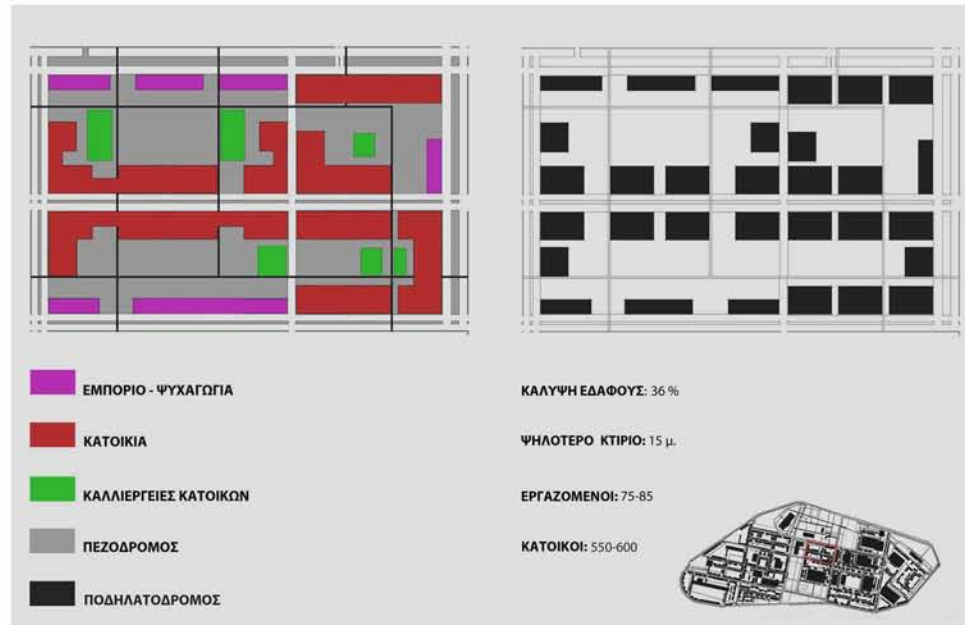 ΕΜΠΟΡΙΟ - ΨΥΧΑΓΩΓΙΑ
ΚΑΤΟΙΚΙΑ
ΚΑΛΛΙΕΡΓΕΙΕΣ ΚΑΤΟΙΚΩΝ
ΠΕΖΟΔΡΟΜΟΣ
ΠΟΔΗΛΑΤΟΔΡΟΜΟΣ
ΚΑΛΥΨΗ ΕΔΑΦΟΥΣ: 36 %
ΨΗΛΟΤΕΡΟ ΚΤΙΡΙΟ: 15 μ.
ΕΡΓΑΖΟΜΕΝΟΙ: 75-85
ΚΑΤΟΙΚΟΙ: 550-600